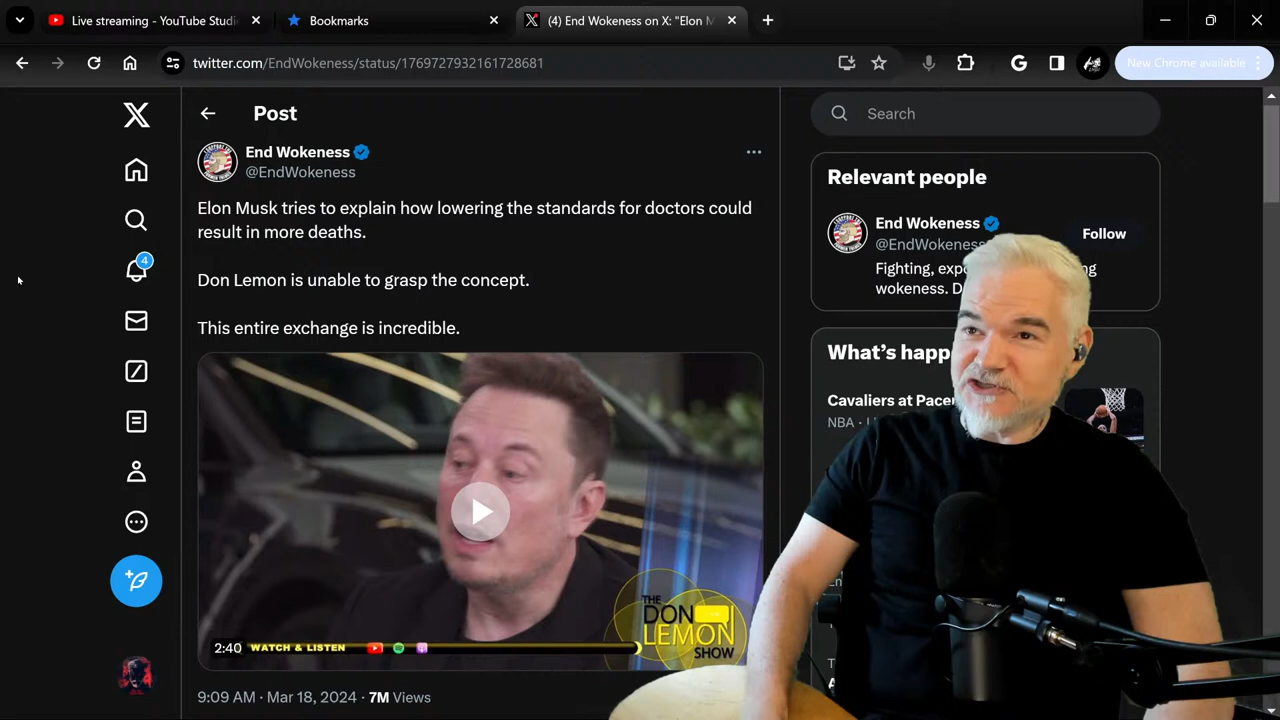 Live streaming - YouTube Studi
Bookmarks
(4) End Wokeness on X: "Elon M
twitter.com/EndWokeness/status/1769727932161728681
New Chrome available
Post
End Wokeness
@EndWokeness
Elon Musk tries to explain how lowering the standards for doctors could
result in more deaths.
Don Lemon is unable to grasp the concept.
This entire exchange is incredible.
2:40
WATCH & LISTEN
THE
DON
LEMON
SHOW
9:09 AM · Mar 18, 2024 · 7M Views
4
Search
Relevant people
End Wokeness
@EndWokeness
Follow
Fighting,
wokeness.
What's happ
Cavaliers at Pacer
NBA